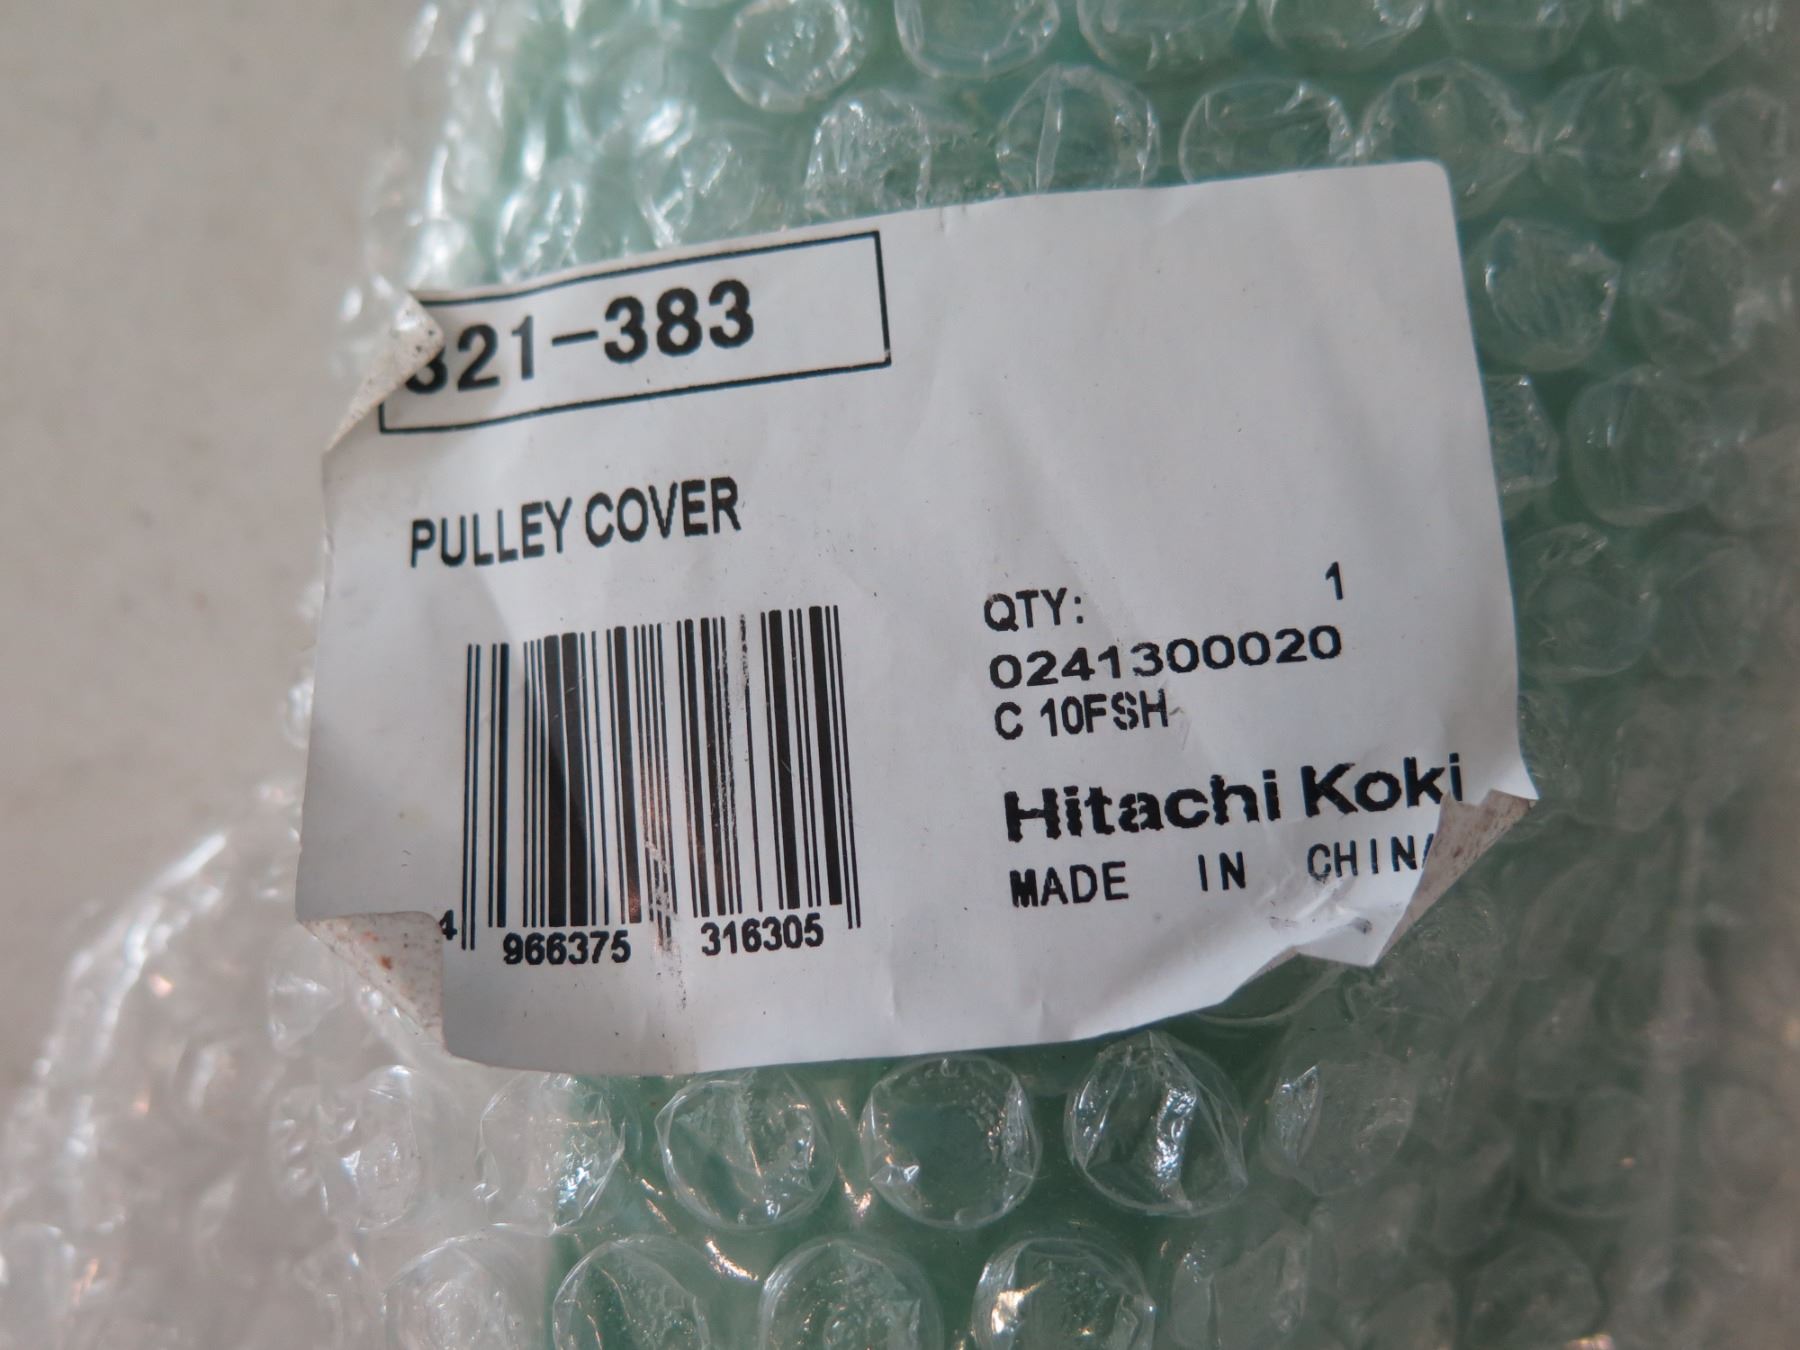 321-383
PULLEY COVER
4 966375 316305
QTY: 1
0241300020
C 10FSH
Hitachi Koki
MADE IN CHINA